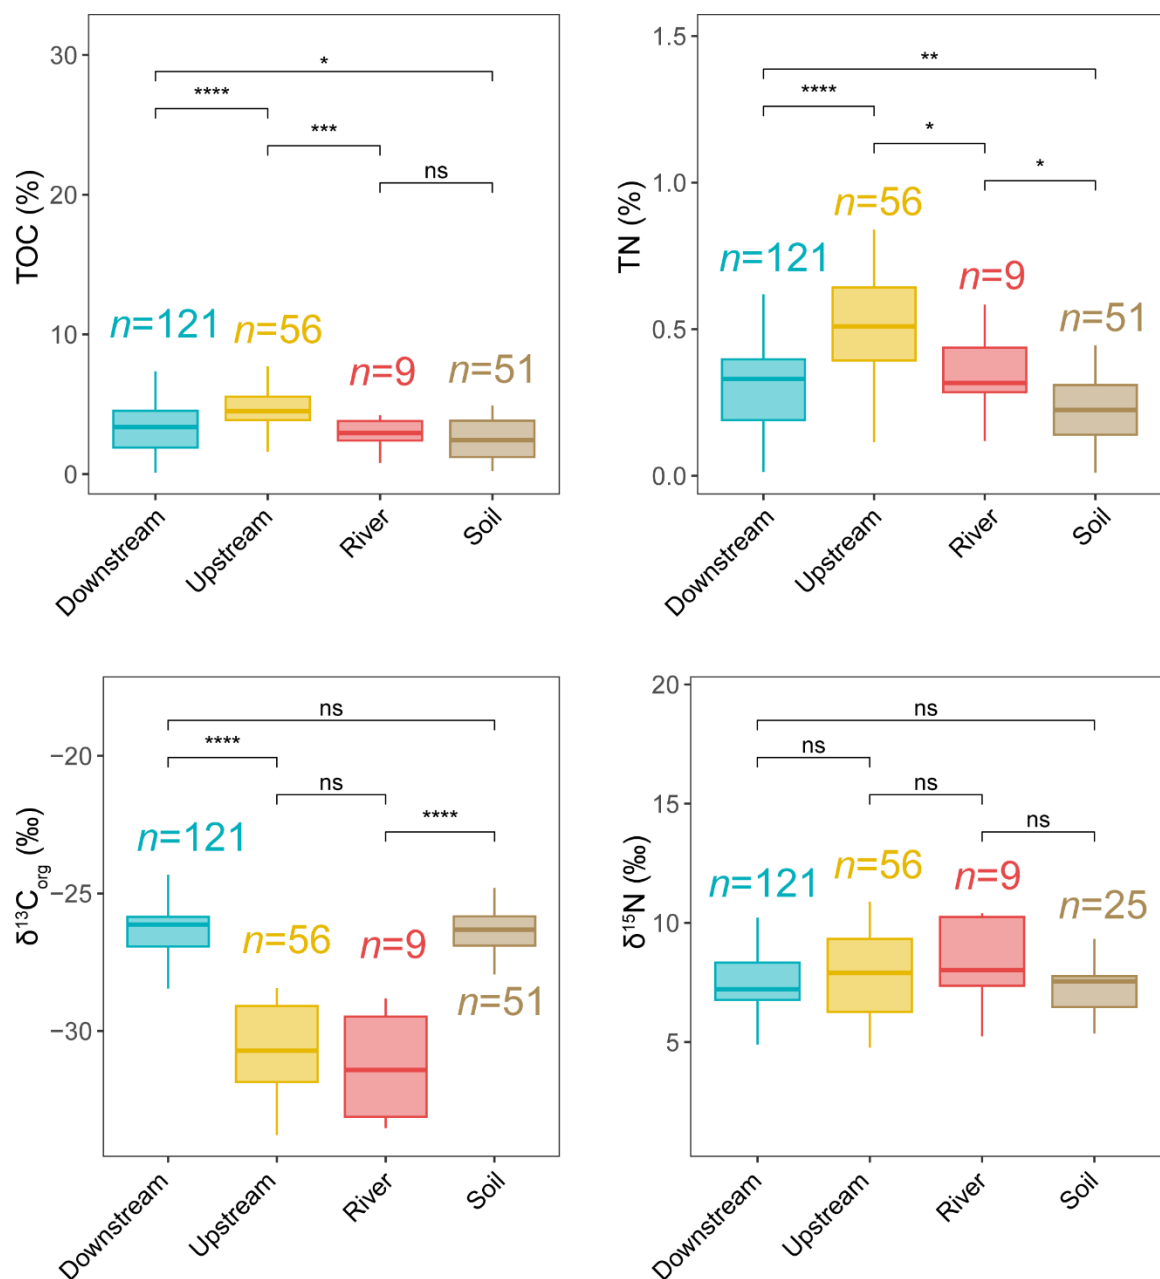 TOC (%)
30
20
10
0
*
****
***
ns
n=121
n=56
n=9
n=51
Downstream
Upstream
River
Soil
TN (%)
1.5
1.0
0.5
0.0
**
****
*
*
n=121
n=56
n=9
n=51
Downstream
Upstream
River
Soil
δ¹³C_org (‰)
−20
−25
−30
ns
****
ns
****
n=121
n=56
n=9
n=51
Downstream
Upstream
River
Soil
δ¹⁵N (‰)
20
15
10
5
ns
ns
ns
ns
n=121
n=56
n=9
n=25
Downstream
Upstream
River
Soil